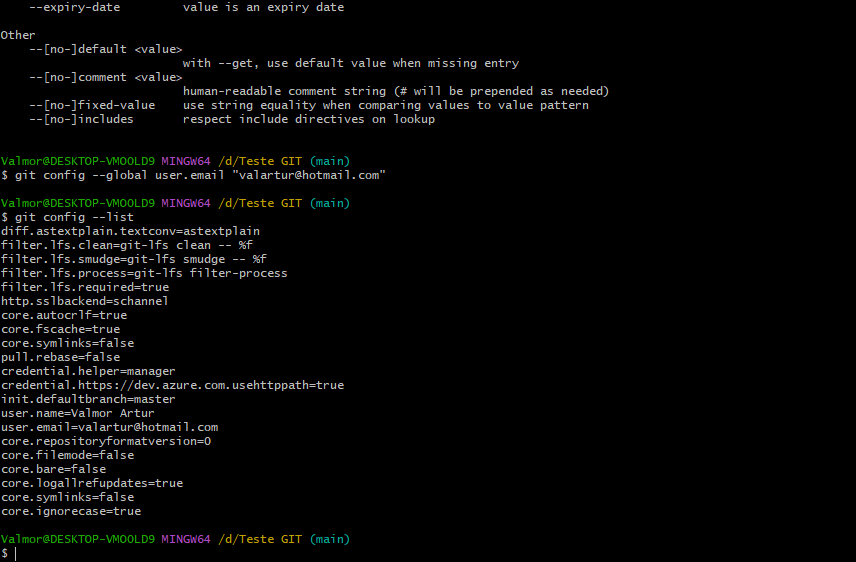 --expiry-date         value is an expiry date

Other
    --[no-]default <value>
                          with --get, use default value when missing entry
    --[no-]comment <value>
                          human-readable comment string (# will be prepended as needed)
    --[no-]fixed-value    use string equality when comparing values to value pattern
    --[no-]includes       respect include directives on lookup


Valmor@DESKTOP-VMOOLD9 MINGW64 /d/Teste GIT (main)
$ git config --global user.email "valartur@hotmail.com"

Valmor@DESKTOP-VMOOLD9 MINGW64 /d/Teste GIT (main)
$ git config --list
diff.astextplain.textconv=astextplain
filter.lfs.clean=git-lfs clean -- %f
filter.lfs.smudge=git-lfs smudge -- %f
filter.lfs.process=git-lfs filter-process
filter.lfs.required=true
http.sslbackend=schannel
core.autocrlf=true
core.fscache=true
core.symlinks=false
pull.rebase=false
credential.helper=manager
credential.https://dev.azure.com.usehttppath=true
init.defaultbranch=master
user.name=Valmor Artur
user.email=valartur@hotmail.com
core.repositoryformatversion=0
core.filemode=false
core.bare=false
core.logallrefupdates=true
core.symlinks=false
core.ignorecase=true

Valmor@DESKTOP-VMOOLD9 MINGW64 /d/Teste GIT (main)
$